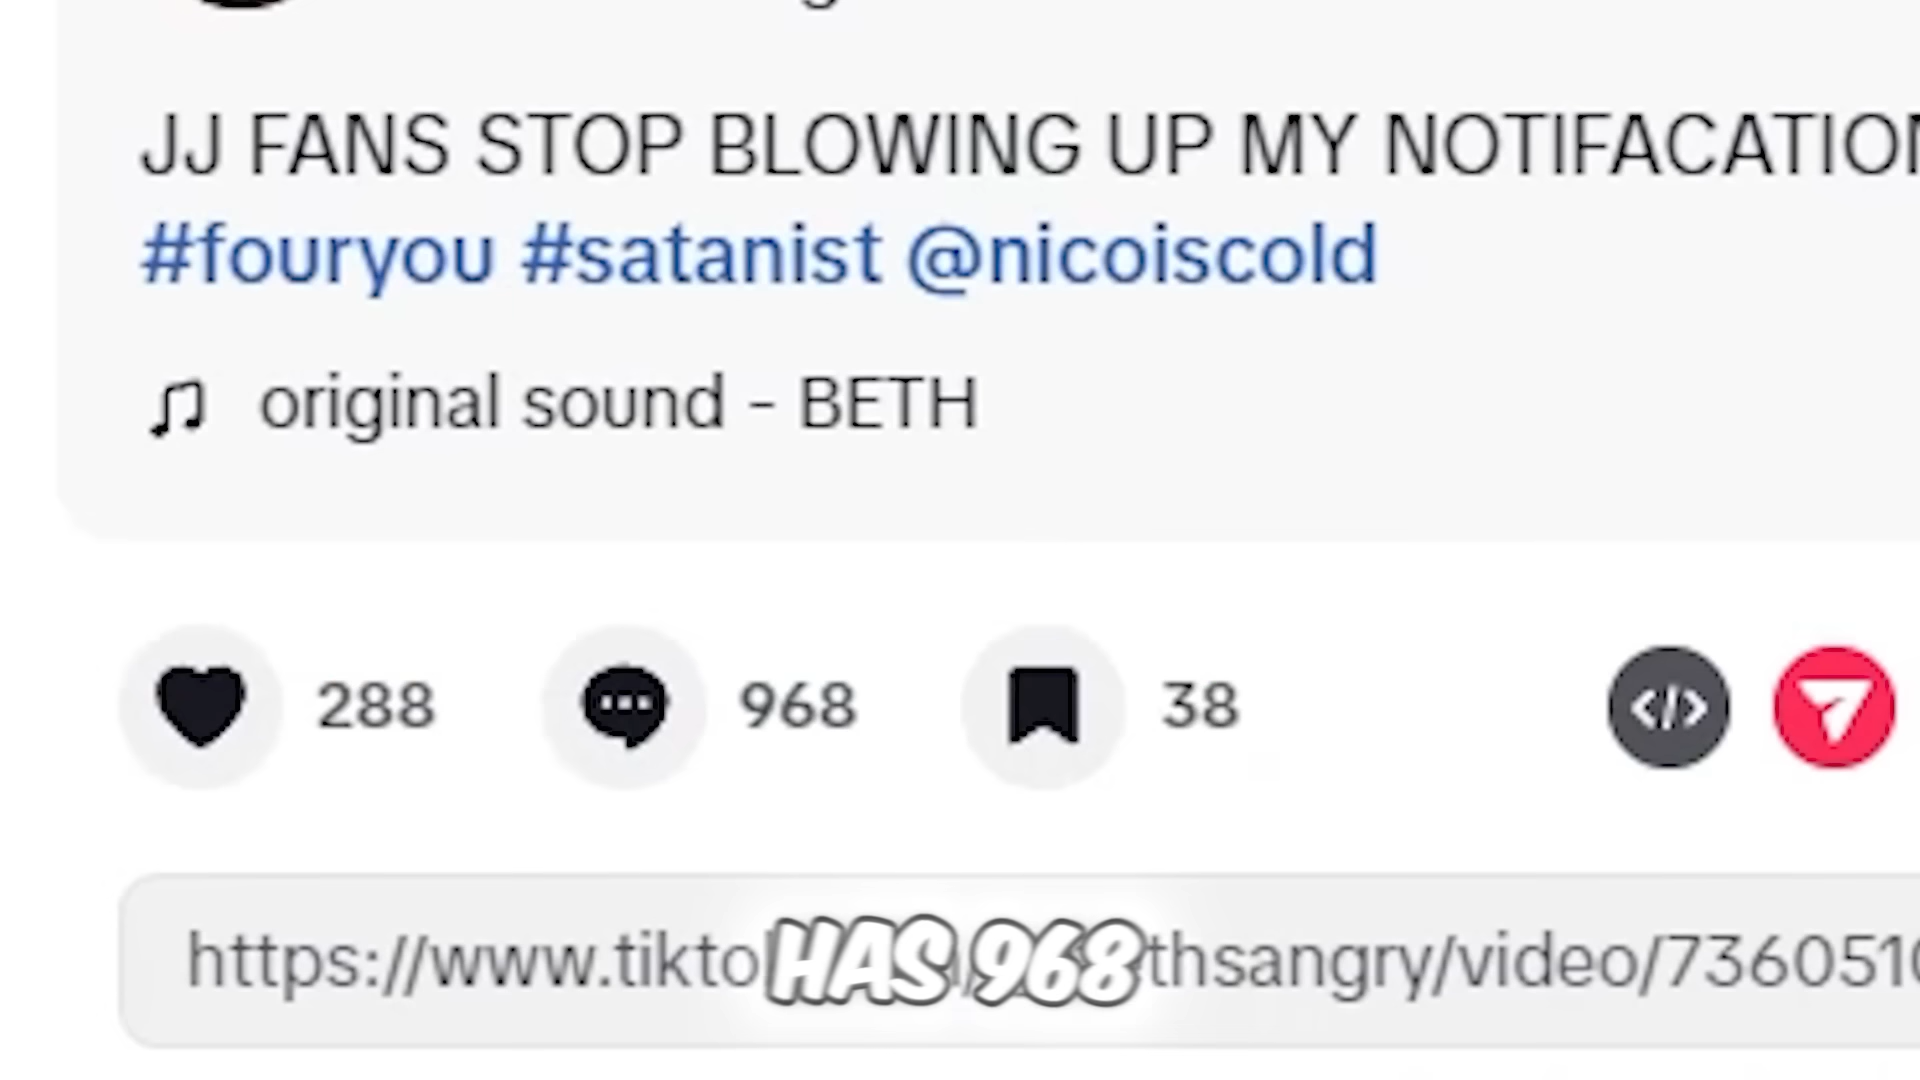 JJ FANS STOP BLOWING UP MY NOTIFACATION
#fouryou #satanist @nicoiscold
original sound - BETH
288 968 38
https://www.tikto thsangry/video/736051
HAS 968